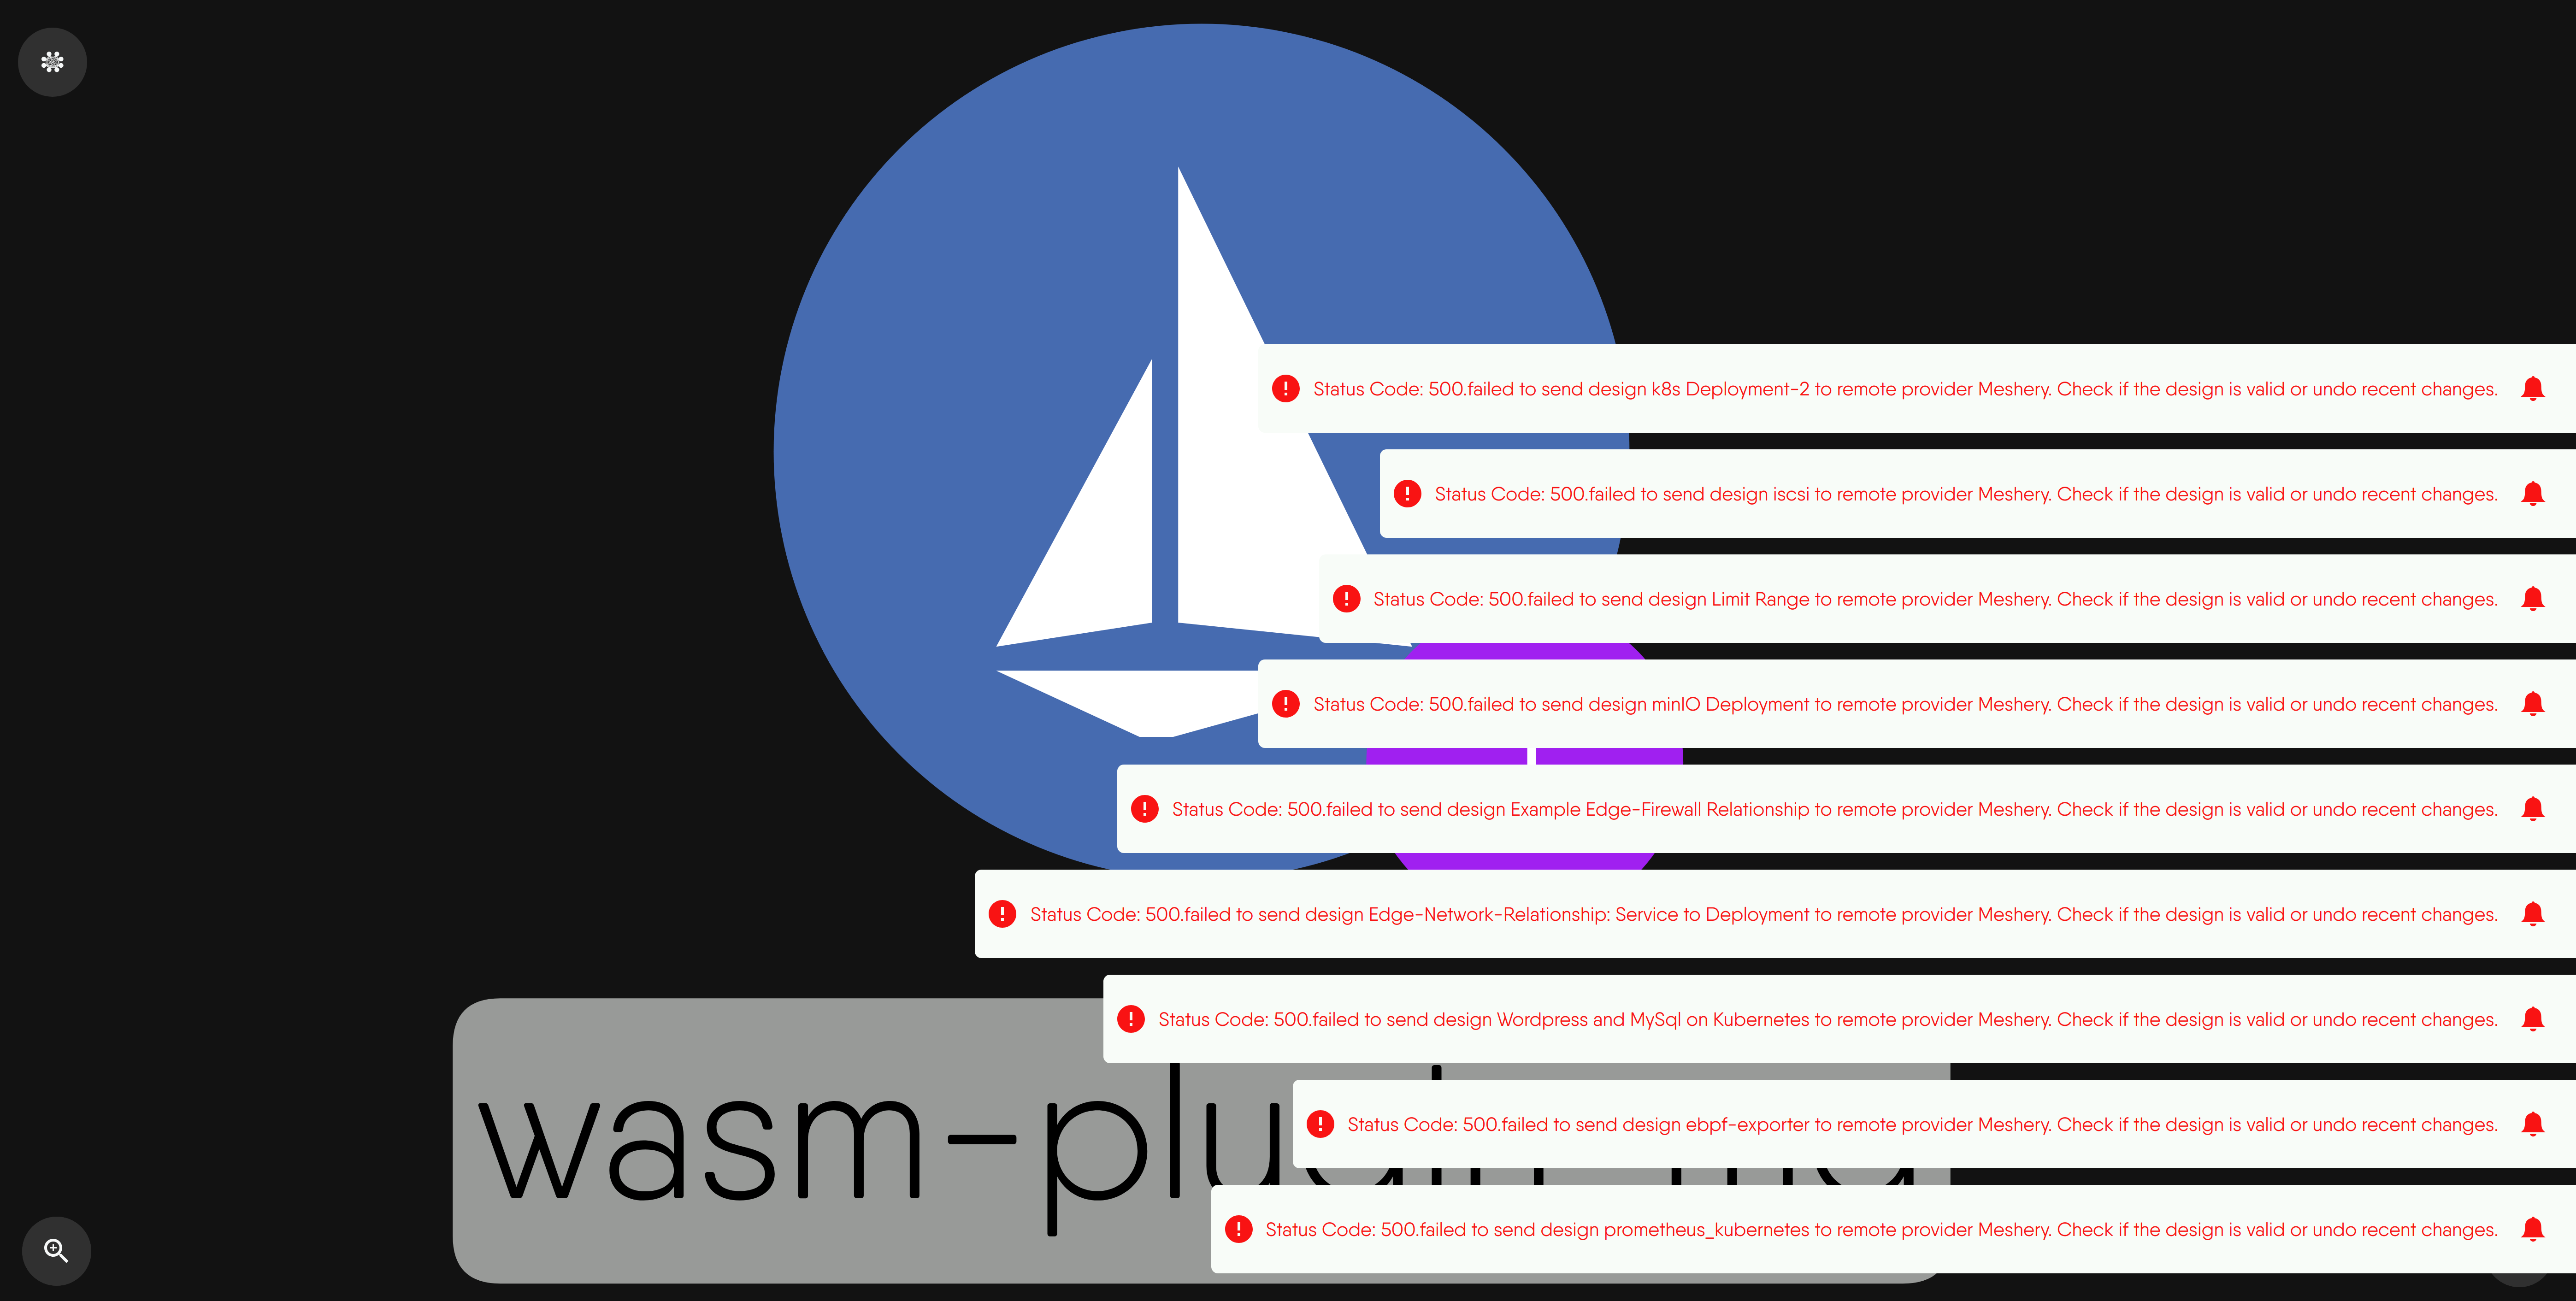 Status Code: 500.failed to send design k8s Deployment-2 to remote provider Meshery. Check if the design is valid or undo recent changes.
Status Code: 500.failed to send design iscsi to remote provider Meshery. Check if the design is valid or undo recent changes.
Status Code: 500.failed to send design Limit Range to remote provider Meshery. Check if the design is valid or undo recent changes.
Status Code: 500.failed to send design minIO Deployment to remote provider Meshery. Check if the design is valid or undo recent changes.
Status Code: 500.failed to send design Example Edge-Firewall Relationship to remote provider Meshery. Check if the design is valid or undo recent changes.
Status Code: 500.failed to send design Edge-Network-Relationship: Service to Deployment to remote provider Meshery. Check if the design is valid or undo recent changes.
Status Code: 500.failed to send design Wordpress and MySql on Kubernetes to remote provider Meshery. Check if the design is valid or undo recent changes.
Status Code: 500.failed to send design ebpf-exporter to remote provider Meshery. Check if the design is valid or undo recent changes.
wasm-plu
Status Code: 500.failed to send design prometheus_kubernetes to remote provider Meshery. Check if the design is valid or undo recent changes.